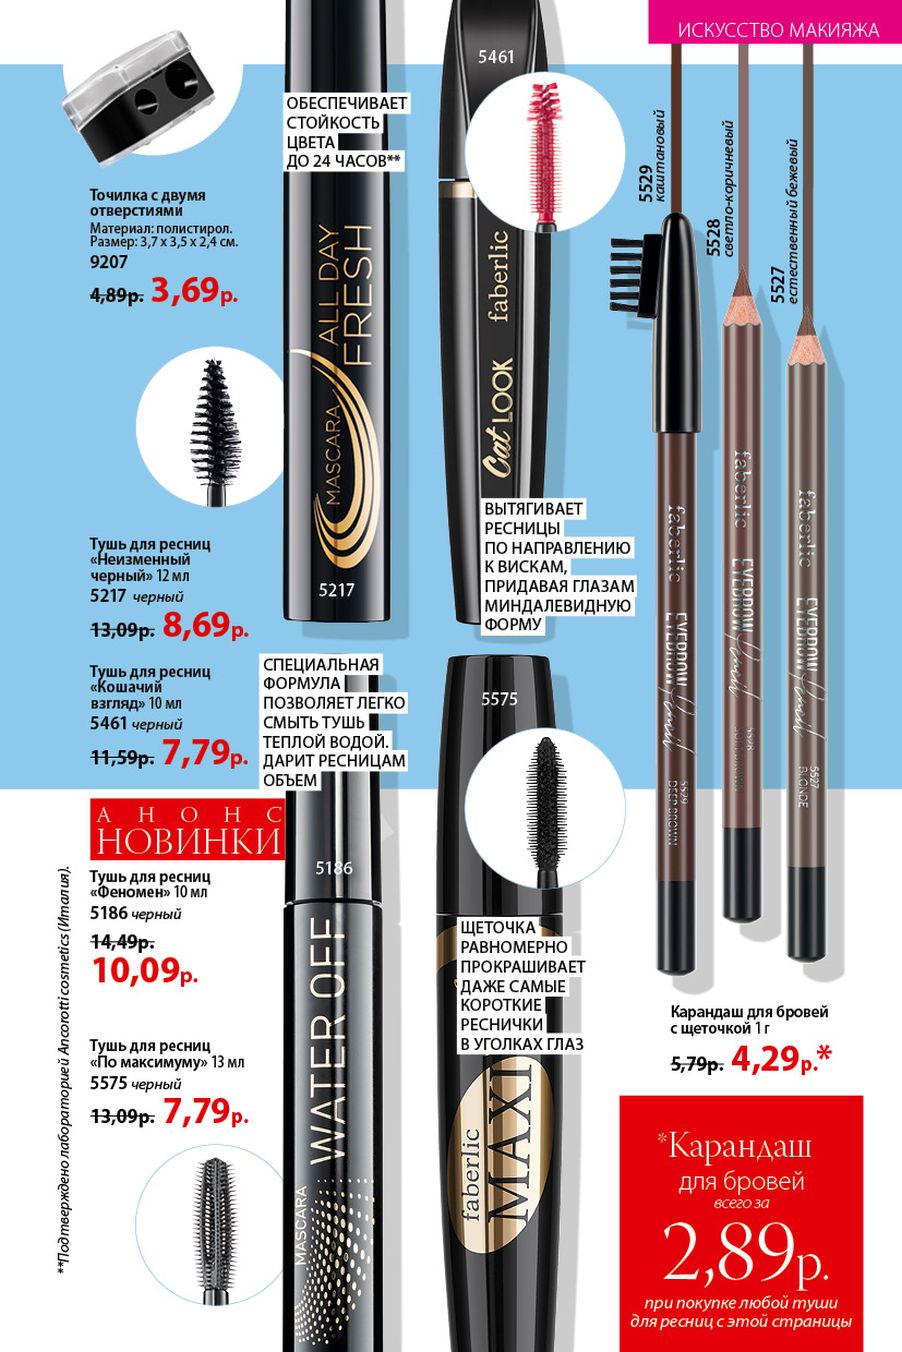 ИСКУССТВО МАКИЯЖА
5461
ОБЕСПЕЧИВАЕТ
СТОЙКОСТЬ
ЦВЕТА
ДО 24 ЧАСОВ**
Точилка с двумя
отверстиями
Материал: полистирол.
Размер: 3,7 х 3,5 х 2,4 см.
9207
4,89р. 3,69р.
MASCARA ALL DAY
FRESH
5217
faberlic
Cat LOOK
ВЫТЯГИВАЕТ
РЕСНИЦЫ
ПО НАПРАВЛЕНИЮ
К ВИСКАМ,
ПРИДАВАЯ ГЛАЗАМ
МИНДАЛЕВИДНУЮ
ФОРМУ
5529
каштановый
5528
светло-коричневый
5527
естественный бежевый
faberlic
EYEBROW Pencil
5529
DEEP BROWN
faberlic
EYEBROW Pencil
5528
SOFT BROWN
faberlic
EYEBROW Pencil
5527
BLONDE
Тушь для ресниц
«Неизменный
черный» 12 мл
5217 черный
13,09р. 8,69р.
Тушь для ресниц
«Кошачий
взгляд» 10 мл
5461 черный
11,59р. 7,79р.
СПЕЦИАЛЬНАЯ
ФОРМУЛА
ПОЗВОЛЯЕТ ЛЕГКО
СМЫТЬ ТУШЬ
ТЕПЛОЙ ВОДОЙ.
ДАРИТ РЕСНИЦАМ
ОБЪЕМ
5575
АНОНС
НОВИНКИ
Тушь для ресниц
«Феномен» 10 мл
5186 черный
14,49р.
10,09р.
5186
MASCARA WATER OFF
ЩЕТОЧКА
РАВНОМЕРНО
ПРОКРАШИВАЕТ
ДАЖЕ САМЫЕ
КОРОТКИЕ
РЕСНИЧКИ
В УГОЛКАХ ГЛАЗ
faberlic
MAXI
Тушь для ресниц
«По максимуму» 13 мл
5575 черный
13,09р. 7,79р.
**Подтверждено лабораторией Anconotti cosmetics (Италия).
Карандаш для бровей
с щеточкой 1 г
5,79р. 4,29р.*
*Карандаш
для бровей
всего за
2,89р.
при покупке любой туши
для ресниц с этой страницы